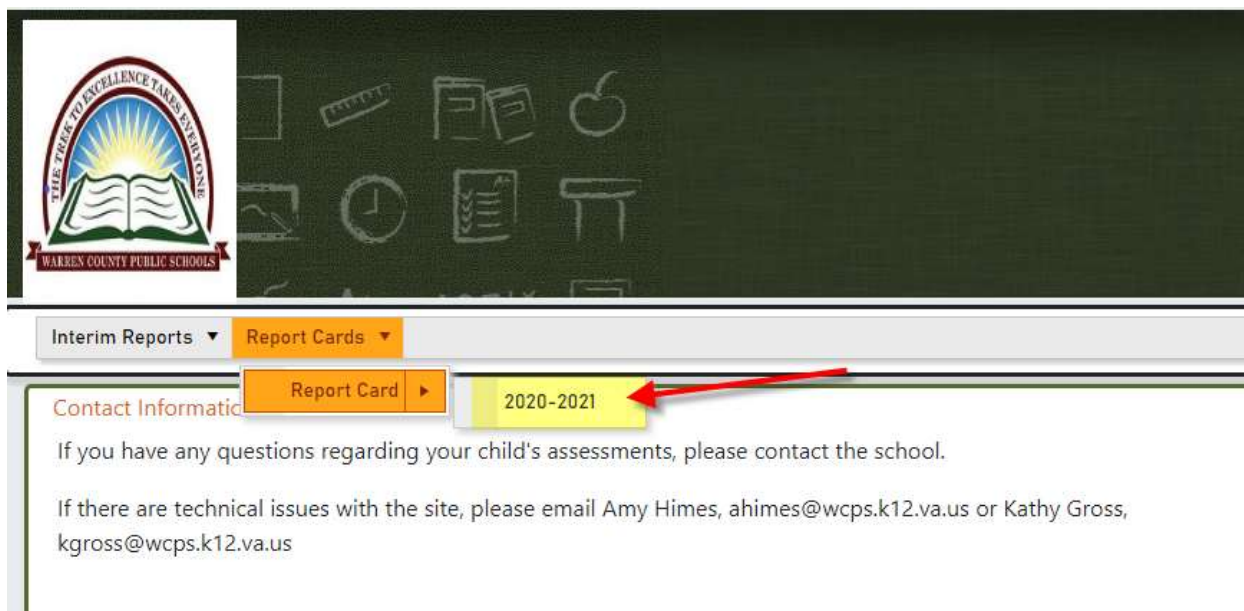 THE TREK TO EXCELLENCE TAKES EVERYONE
WARREN COUNTY PUBLIC SCHOOLS
Interim Reports ▼ Report Cards ▼
Report Card ▶ 2020-2021
Contact Informatic
If you have any questions regarding your child's assessments, please contact the school.
If there are technical issues with the site, please email Amy Himes, ahimes@wcps.k12.va.us or Kathy Gross,
kgross@wcps.k12.va.us